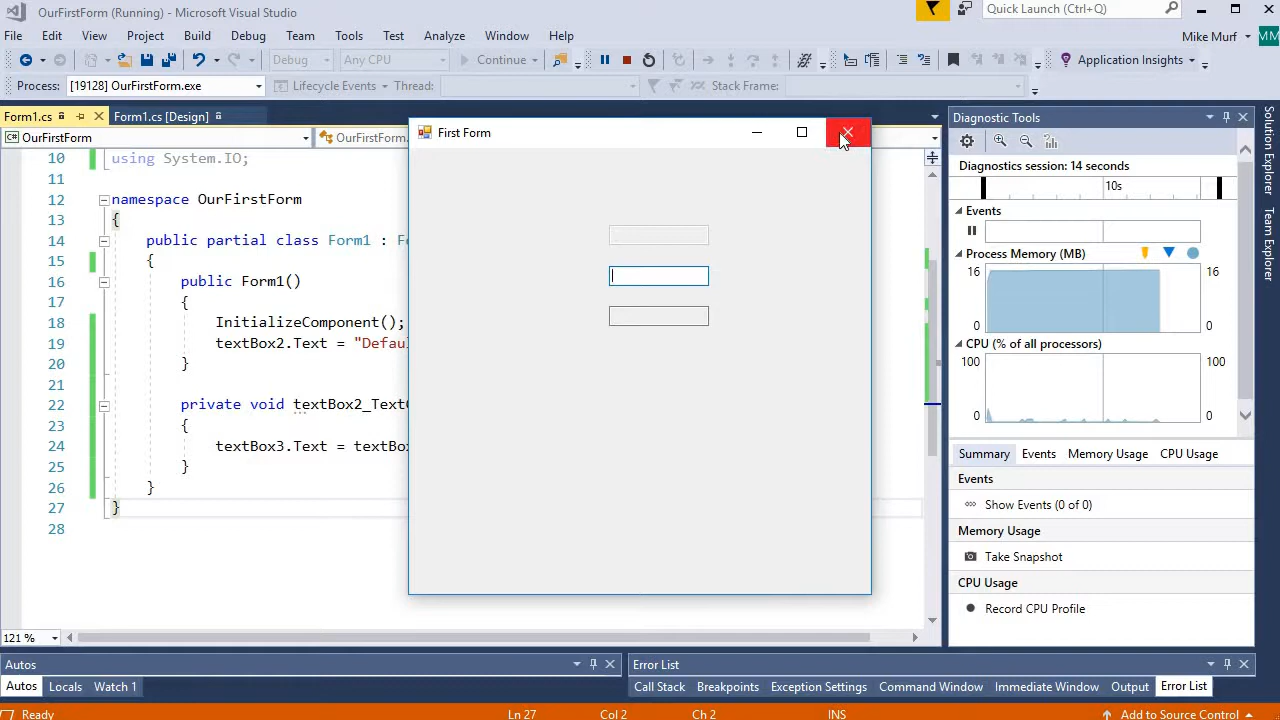 OurFirstForm (Running) - Microsoft Visual Studio
Quick Launch (Ctrl+Q)
File Edit View Project Build Debug Team Tools Test Analyze Window Help
Mike Murf MM
Debug Any CPU Continue Application Insights
Process: [19128] OurFirstForm.exe Lifecycle Events Thread: Stack Frame:
Form1.cs Form1.cs [Design]
OurFirstForm OurFirstForm.
10 using System.IO;
11
12 namespace OurFirstForm
13 {
14 public partial class Form1 : Fo
15 {
16 public Form1()
17 {
18 InitializeComponent();
19 textBox2.Text = "Defau
20 }
21
22 private void textBox2_TextC
23 {
24 textBox3.Text = textBo
25 }
26 }
27 }
28
First Form
Diagnostic Tools
Diagnostics session: 14 seconds
10s
Events
Process Memory (MB)
16 16
0 0
CPU (% of all processors)
100 100
0 0
Summary Events Memory Usage CPU Usage
Events
Show Events (0 of 0)
Memory Usage
Take Snapshot
CPU Usage
Record CPU Profile
Solution Explorer
Team Explorer
121 %
Autos
Autos Locals Watch 1
Error List
Call Stack Breakpoints Exception Settings Command Window Immediate Window Output Error List
Ready Ln 27 Col 2 Ch 2 INS Add to Source Control